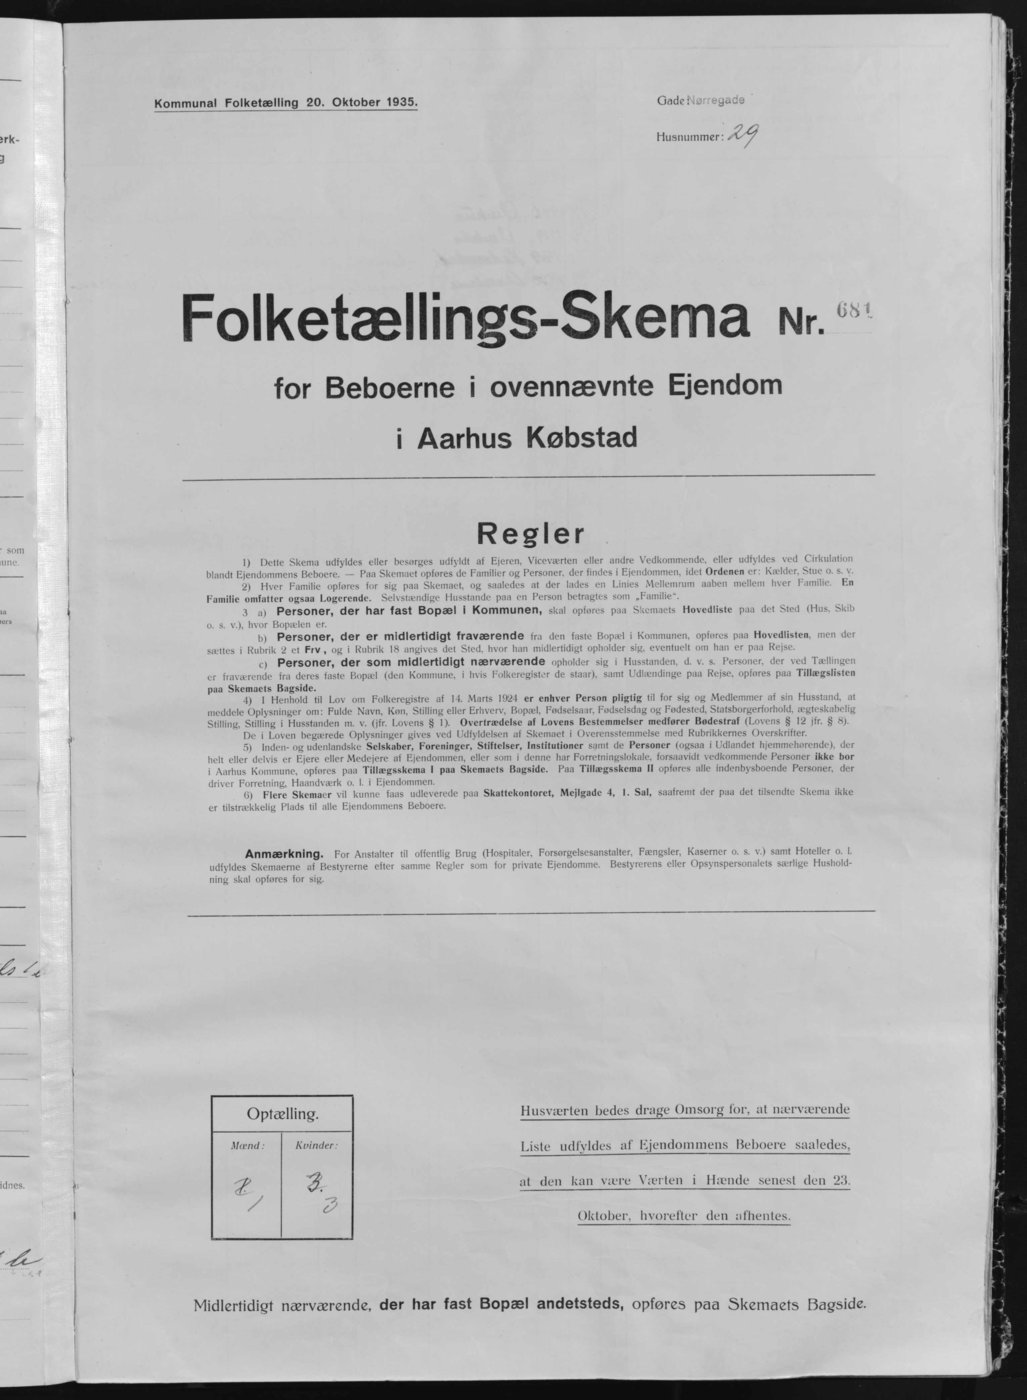 Kommunal Folketælling 20. Oktober 1935.
Gade Nørregade
Husnummer: 29
Folketællings-Skema Nr. 681
for Beboerne i ovennævnte Ejendom
i Aarhus Købstad
Regler
1) Dette Skema udfyldes eller besørges udfyldt af Ejeren, Viceværten eller andre Vedkommende, eller udfyldes ved Cirkulation
blandt Ejendommens Beboere. — Paa Skemaet opføres de Familier og Personer, der findes i Ejendommen, idet Ordenen er: Kælder, Stue o. s. v.
2) Hver Familie opføres for sig paa Skemaet, og saaledes at der lades en Linies Mellemrum aaben mellem hver Familie. En
Familie omfatter ogsaa Logerende. Selvstændige Husstande paa en Person betragtes som „Familie“.
3 a) Personer, der har fast Bopæl i Kommunen, skal opføres paa Skemaets Hovedliste paa det Sted (Hus, Skib
o. s. v.), hvor Bopælen er.
b) Personer, der er midlertidigt fraværende fra den faste Bopæl i Kommunen, opføres paa Hovedlisten, men der
sættes i Rubrik 2 et Frv, og i Rubrik 18 angives det Sted, hvor han midlertidigt opholder sig, eventuelt om han er paa Rejse.
c) Personer, der som midlertidigt nærværende opholder sig i Husstanden, d. v. s. Personer, der ved Tællingen
er fraværende fra deres faste Bopæl (den Kommune, i hvis Folkeregister de staar), samt Udlændinge paa Rejse, opføres paa Tillægslisten
paa Skemaets Bagside.
4) I Henhold til Lov om Folkeregistre af 14. Marts 1924 er enhver Person pligtig til for sig og Medlemmer af sin Husstand, at
meddele Oplysninger om: Fulde Navn, Køn, Stilling eller Erhverv, Bopæl, Fødselsaar, Fødselsdag og Fødested, Statsborgerforhold, ægteskabelig
Stilling, Stilling i Husstanden m. v. (jfr. Lovens § 1). Overtrædelse af Lovens Bestemmelser medfører Bødestraf (Lovens § 12 jfr. § 8).
De i Loven begærede Oplysninger gives ved Udfyldelsen af Skemaet i Overensstemmelse med Rubrikkernes Overskrifter.
5) Inden- og udenlandske Selskaber, Foreninger, Stiftelser, Institutioner samt de Personer (ogsaa i Udlandet hjemmehørende), der
helt eller delvis er Ejere eller Medejere af Ejendommen, eller som i denne har Forretningslokale, forsaavidt vedkommende Personer ikke bor
i Aarhus Kommune, opføres paa Tillægsskema I paa Skemaets Bagside. Paa Tillægsskema II opføres alle indenbysboende Personer, der
driver Forretning, Haandværk o. l. i Ejendommen.
6) Flere Skemaer vil kunne faas udleverede paa Skattekontoret, Mejlgade 4, 1. Sal, saafremt der paa det tilsendte Skema ikke
er tilstrækkelig Plads til alle Ejendommens Beboere.
Anmærkning. For Anstalter til offentlig Brug (Hospitaler, Forsørgelsesanstalter, Fængsler, Kaserner o. s. v.) samt Hoteller o. l.
udfyldes Skemaerne af Bestyrerne efter samme Regler som for private Ejendomme. Bestyrerens eller Opsynspersonalets særlige Hushold-
ning skal opføres for sig.
Optælling.
Mænd: Kvinder:
3.
1 3
Husværten bedes drage Omsorg for, at nærværende
Liste udfyldes af Ejendommens Beboere saaledes,
at den kan være Værten i Hænde senest den 23.
Oktober, hvorefter den afhentes.
Midlertidigt nærværende, der har fast Bopæl andetsteds, opføres paa Skemaets Bagside.